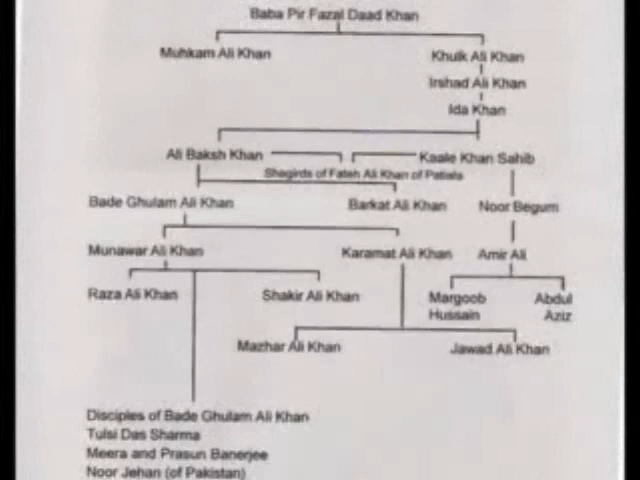 Baba Pir Fazal Daad Khan
Muhkam Ali Khan Khulk Ali Khan
Irshad Ali Khan
Ida Khan
Ali Baksh Khan Kaale Khan Sahib
Shagirds of Fateh Ali Khan of Patiala
Bade Ghulam Ali Khan Barkat Ali Khan Noor Begum
Munawar Ali Khan Karamat Ali Khan Amir Ali
Raza Ali Khan Shakir Ali Khan Margoob Abdul
Hussain Aziz
Mazhar Ali Khan Jawad Ali Khan
Disciples of Bade Ghulam Ali Khan
Tulsi Das Sharma
Meera and Prasun Banerjee
Noor Jehan (of Pakistan)